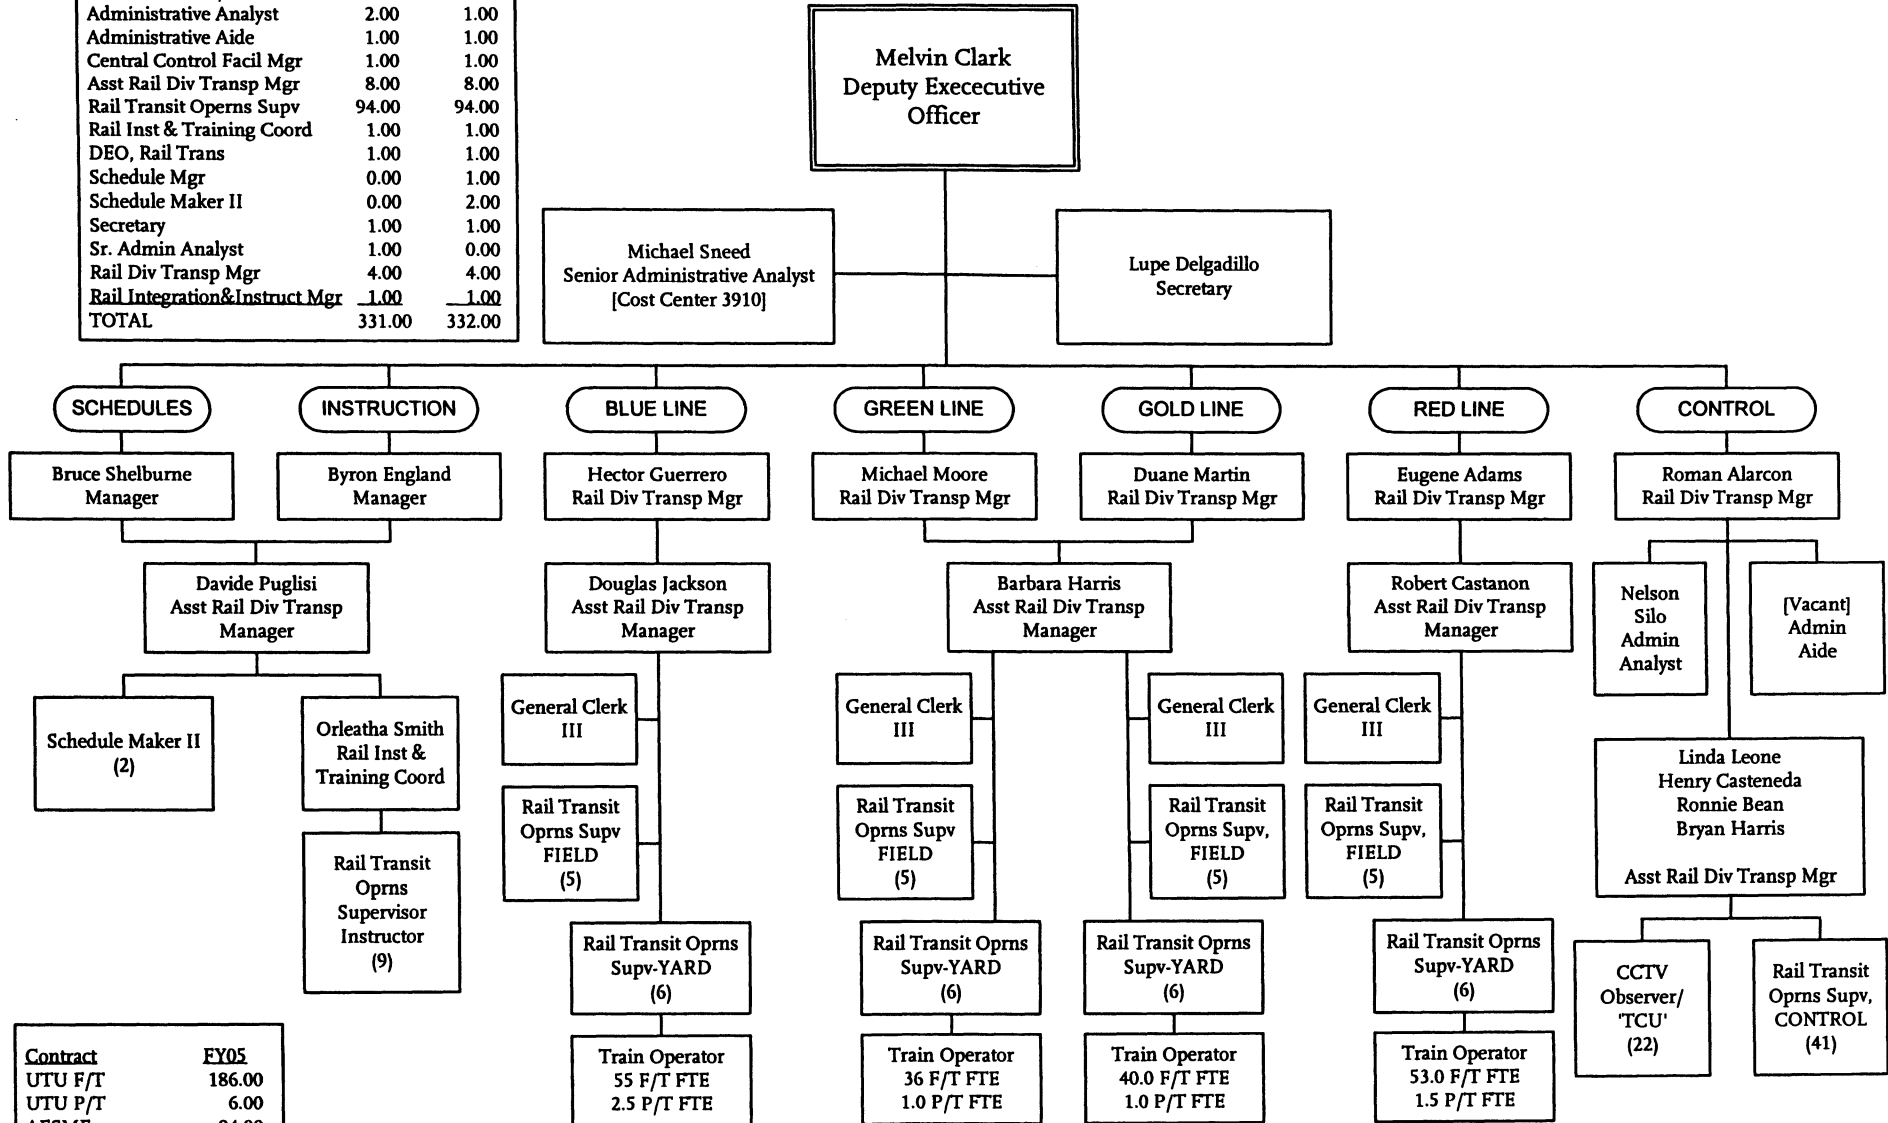 Administrative Analyst 2.00 1.00
Administrative Aide 1.00 1.00
Central Control Facil Mgr 1.00 1.00
Asst Rail Div Transp Mgr 8.00 8.00
Rail Transit Operns Supv 94.00 94.00
Rail Inst & Training Coord 1.00 1.00
DEO, Rail Trans 1.00 1.00
Schedule Mgr 0.00 1.00
Schedule Maker II 0.00 2.00
Secretary 1.00 1.00
Sr. Admin Analyst 1.00 0.00
Rail Div Transp Mgr 4.00 4.00
Rail Integration&Instruct Mgr 1.00 1.00
TOTAL 331.00 332.00
Melvin Clark
Deputy Exececutive
Officer
Michael Sneed
Senior Administrative Analyst
[Cost Center 3910]
Lupe Delgadillo
Secretary
SCHEDULES
INSTRUCTION
BLUE LINE
GREEN LINE
GOLD LINE
RED LINE
CONTROL
Bruce Shelburne
Manager
Byron England
Manager
Hector Guerrero
Rail Div Transp Mgr
Michael Moore
Rail Div Transp Mgr
Duane Martin
Rail Div Transp Mgr
Eugene Adams
Rail Div Transp Mgr
Roman Alarcon
Rail Div Transp Mgr
Davide Puglisi
Asst Rail Div Transp
Manager
Douglas Jackson
Asst Rail Div Transp
Manager
Barbara Harris
Asst Rail Div Transp
Manager
Robert Castanon
Asst Rail Div Transp
Manager
Nelson
Silo
Admin
Analyst
[Vacant]
Admin
Aide
Schedule Maker II
(2)
Orleatha Smith
Rail Inst &
Training Coord
General Clerk
III
General Clerk
III
General Clerk
III
General Clerk
III
Linda Leone
Henry Casteneda
Ronnie Bean
Bryan Harris
Asst Rail Div Transp Mgr
Rail Transit
Oprns
Supervisor
Instructor
(9)
Rail Transit
Oprns Supv
FIELD
(5)
Rail Transit
Oprns Supv
FIELD
(5)
Rail Transit
Oprns Supv,
FIELD
(5)
Rail Transit
Oprns Supv,
FIELD
(5)
Rail Transit Oprns
Supv-YARD
(6)
Rail Transit Oprns
Supv-YARD
(6)
Rail Transit Oprns
Supv-YARD
(6)
Rail Transit Oprns
Supv-YARD
(6)
CCTV
Observer/
'TCU'
(22)
Rail Transit
Oprns Supv,
CONTROL
(41)
Train Operator
55 F/T FTE
2.5 P/T FTE
Train Operator
36 F/T FTE
1.0 P/T FTE
Train Operator
40.0 F/T FTE
1.0 P/T FTE
Train Operator
53.0 F/T FTE
1.5 P/T FTE
Contract FY05
UTU F/T 186.00
UTU P/T 6.00